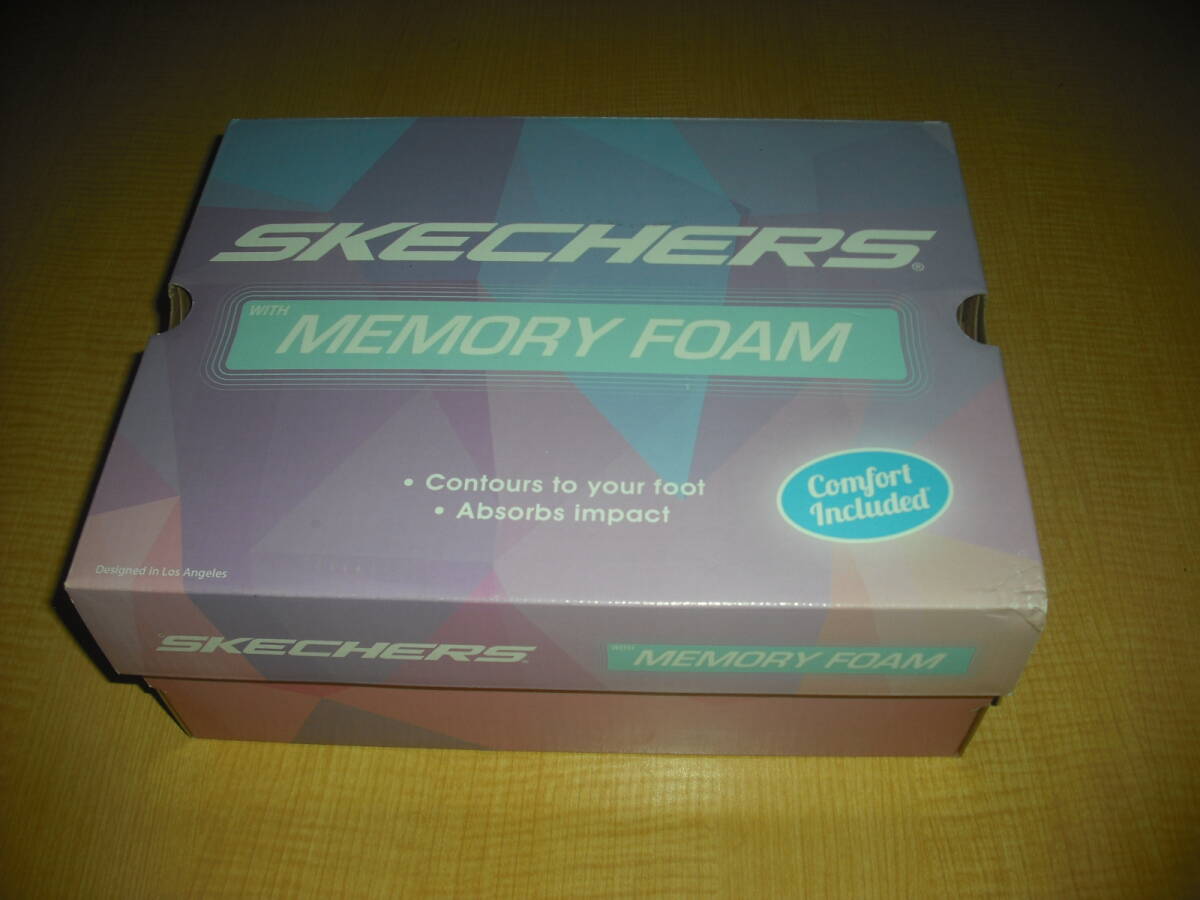 SKECHERS®
WITH
MEMORY FOAM
• Contours to your foot
• Absorbs impact
Comfort
Included
Designed in Los Angeles
SKECHERS
WITH
MEMORY FOAM